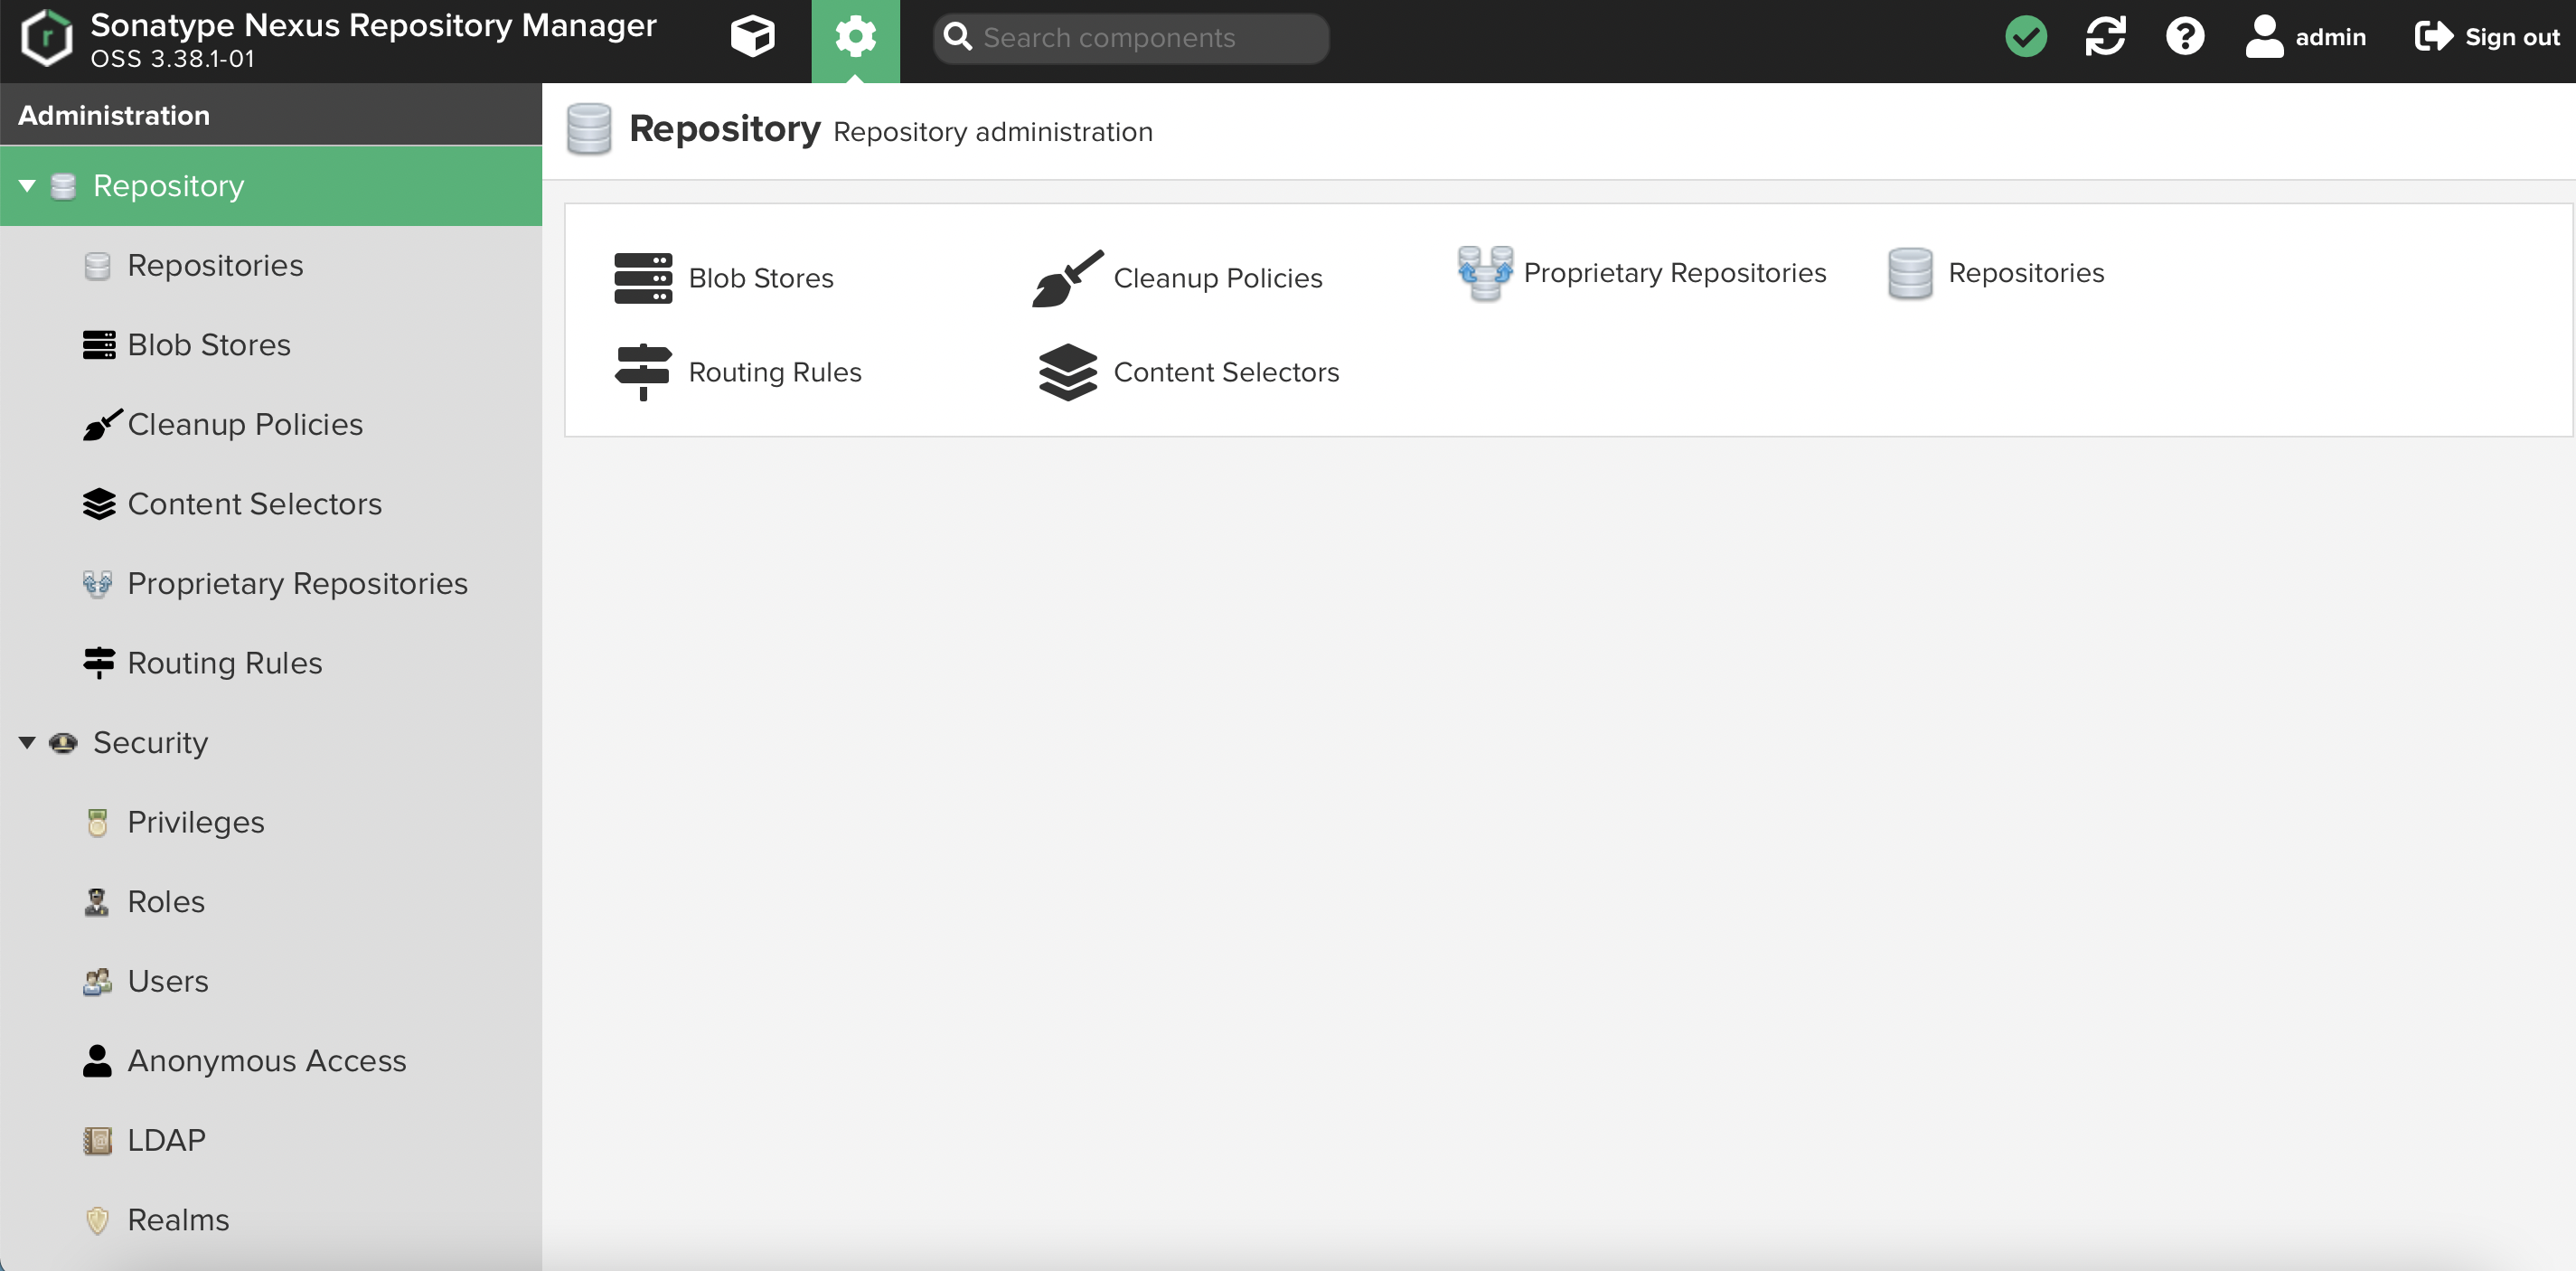 Sonatype Nexus Repository Manager
OSS 3.38.1-01
Search components
admin
Sign out
Administration
Repository
Repositories
Blob Stores
Cleanup Policies
Content Selectors
Proprietary Repositories
Routing Rules
Security
Privileges
Roles
Users
Anonymous Access
LDAP
Realms
Repository Repository administration
Blob Stores
Cleanup Policies
Proprietary Repositories
Repositories
Routing Rules
Content Selectors